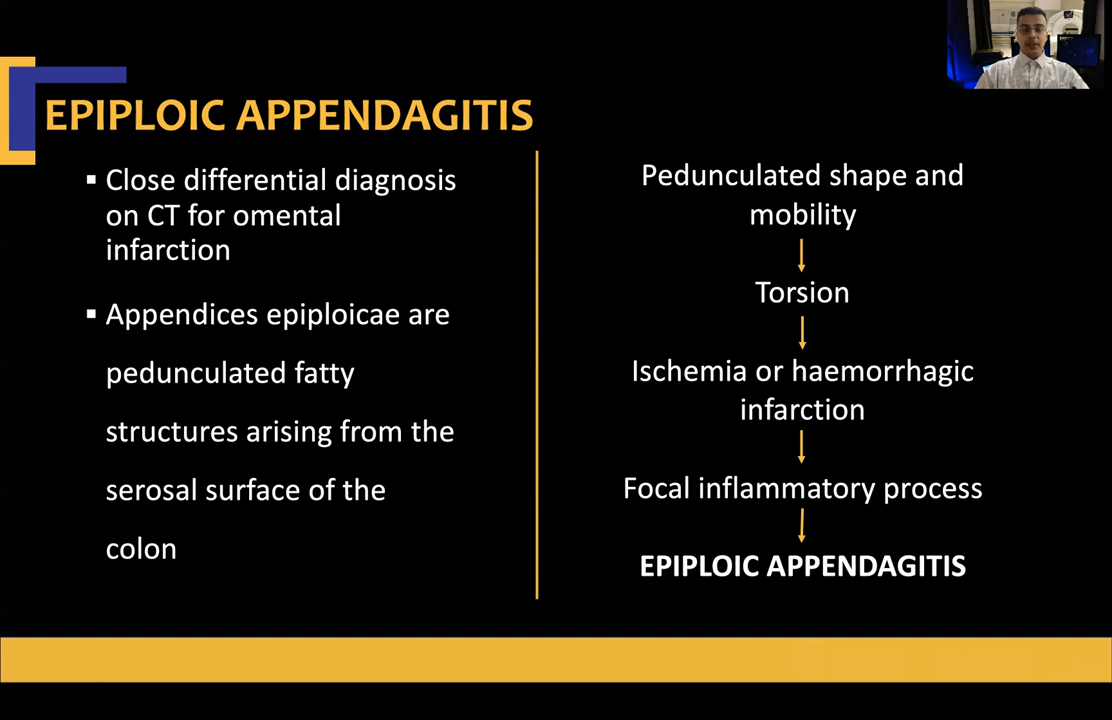 EPIPLOIC APPENDAGITIS
▪ Close differential diagnosis
on CT for omental
infarction
▪ Appendices epiploicae are
pedunculated fatty
structures arising from the
serosal surface of the
colon
Pedunculated shape and
mobility
Torsion
Ischemia or haemorrhagic
infarction
Focal inflammatory process
EPIPLOIC APPENDAGITIS